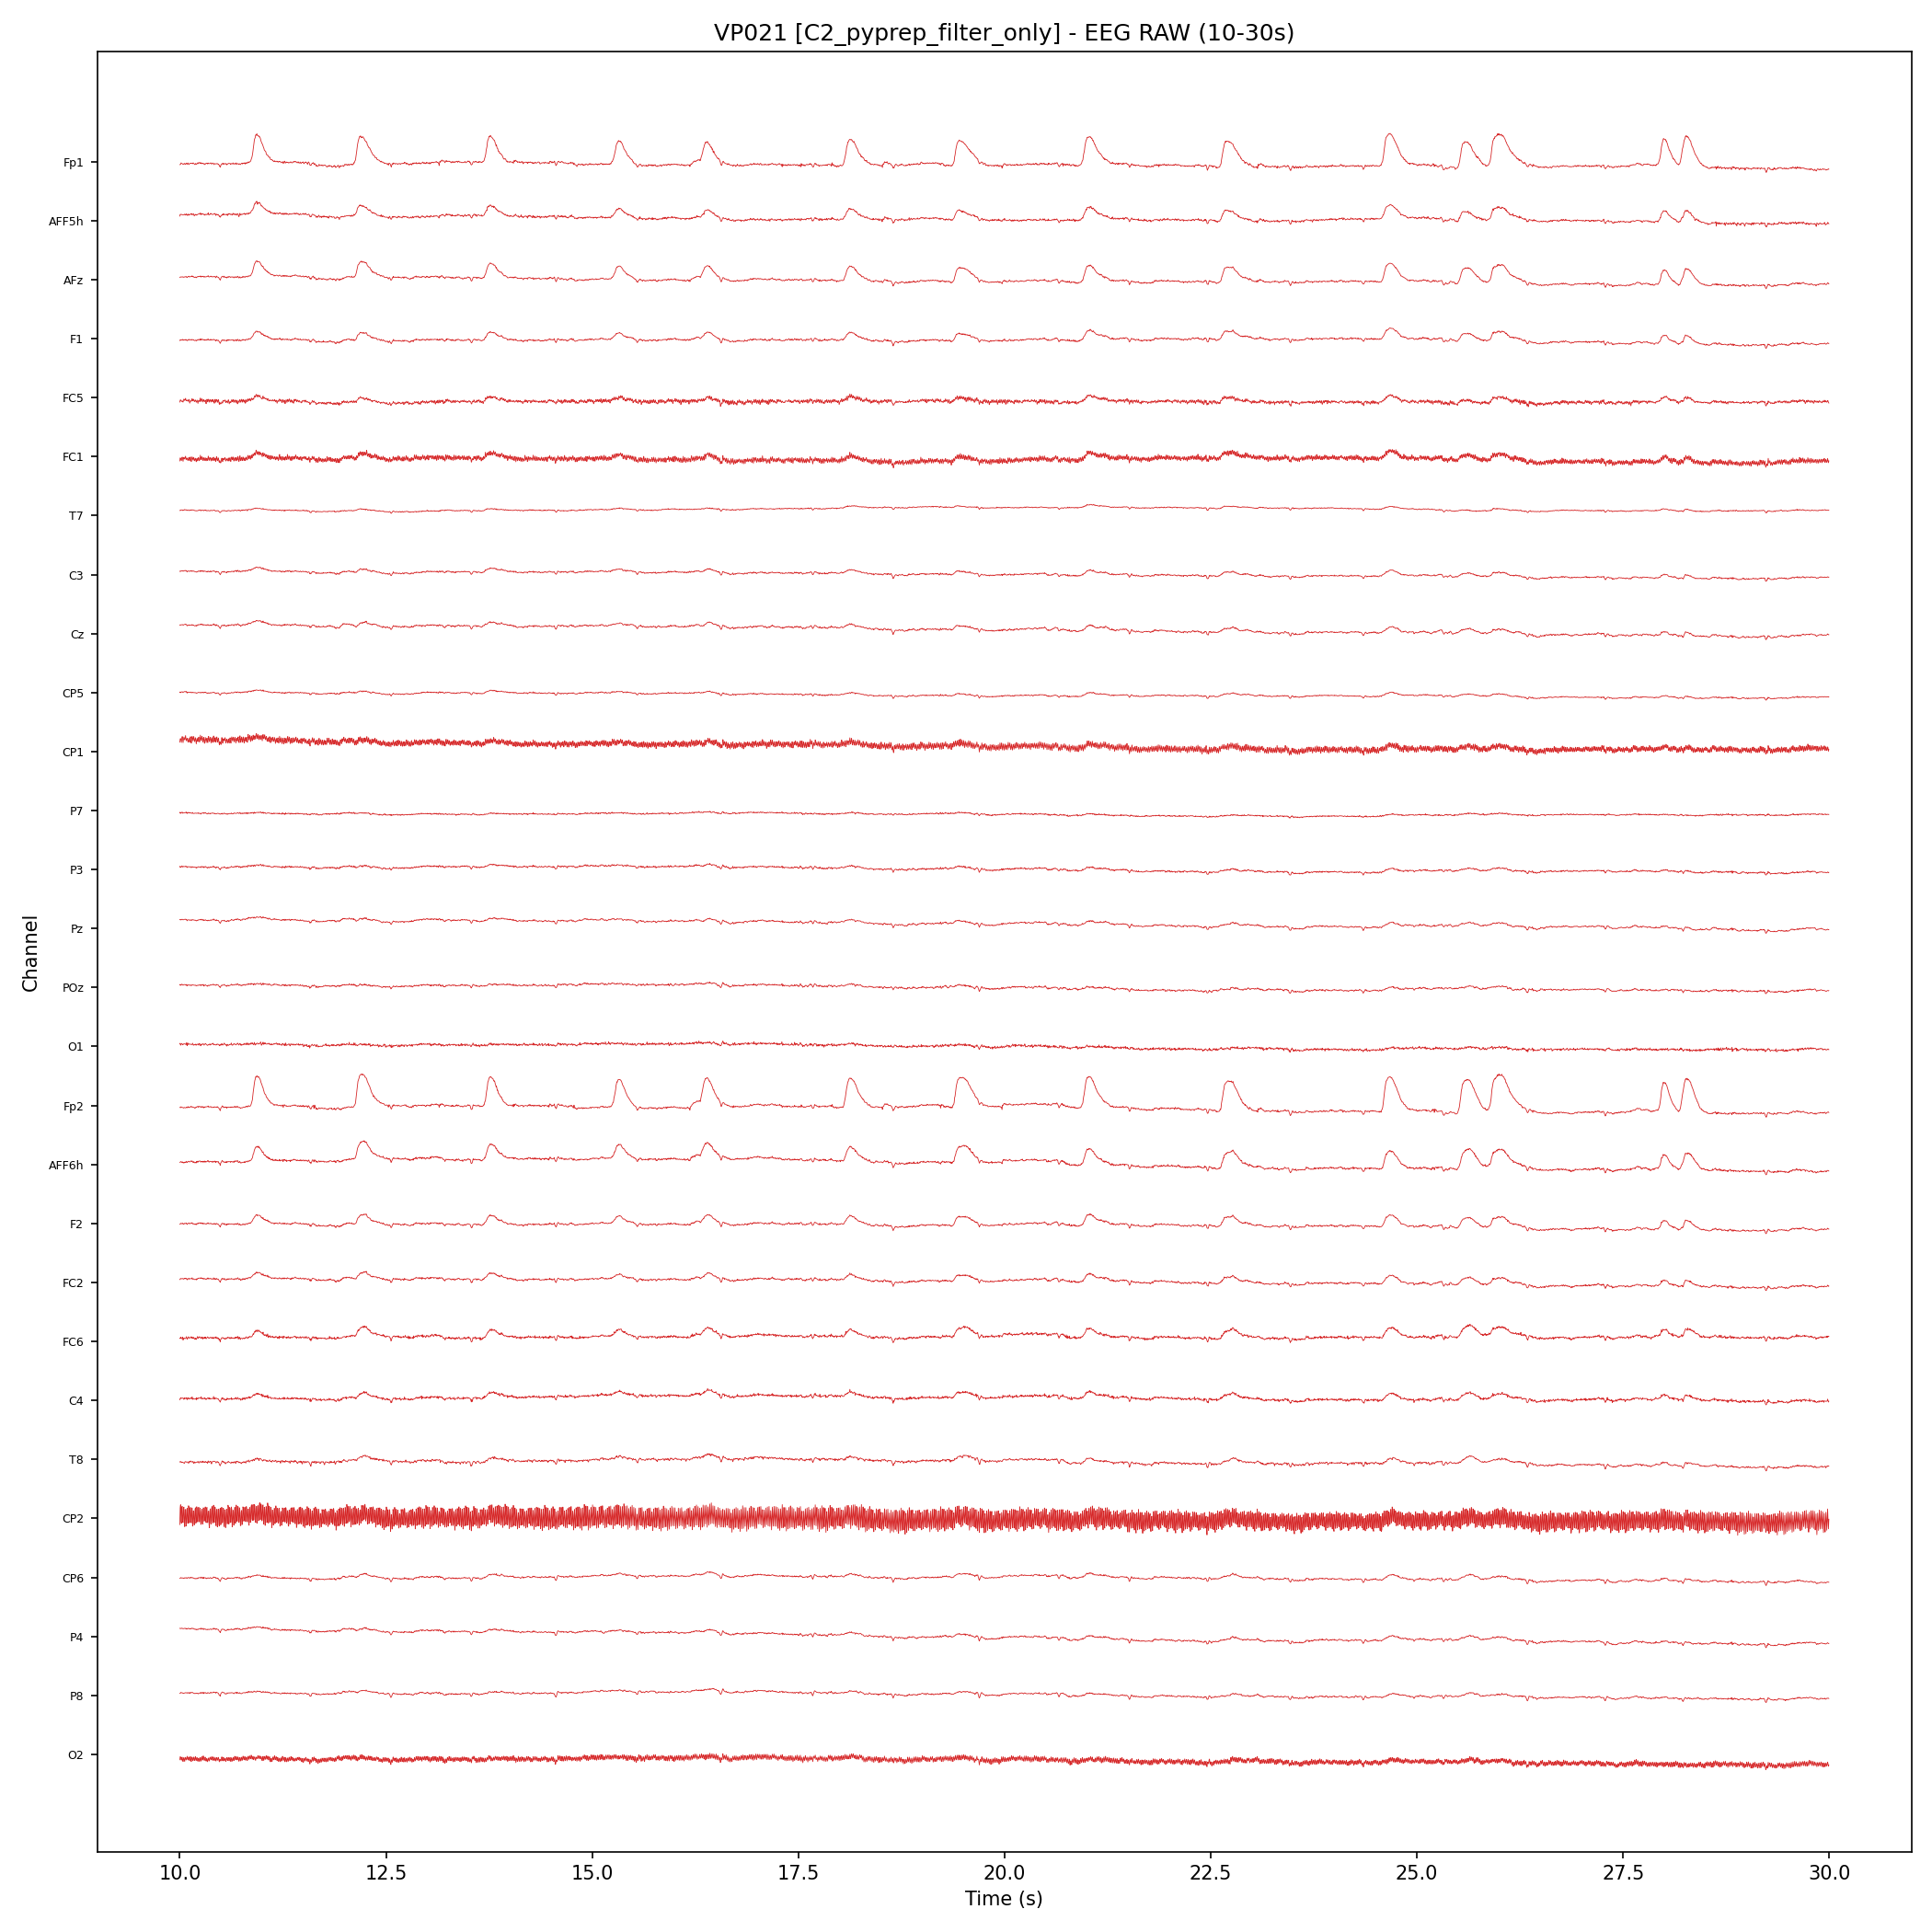 VP021 [C2_pyprep_filter_only] - EEG RAW (10-30s)
Fp1
AFF5h
AFz
F1
FC5
FC1
T7
C3
Cz
CP5
CP1
P7
P3
Pz
POz
O1
Fp2
AFF6h
F2
FC2
FC6
C4
T8
CP2
CP6
P4
P8
O2
Channel
10.0 12.5 15.0 17.5 20.0 22.5 25.0 27.5 30.0
Time (s)